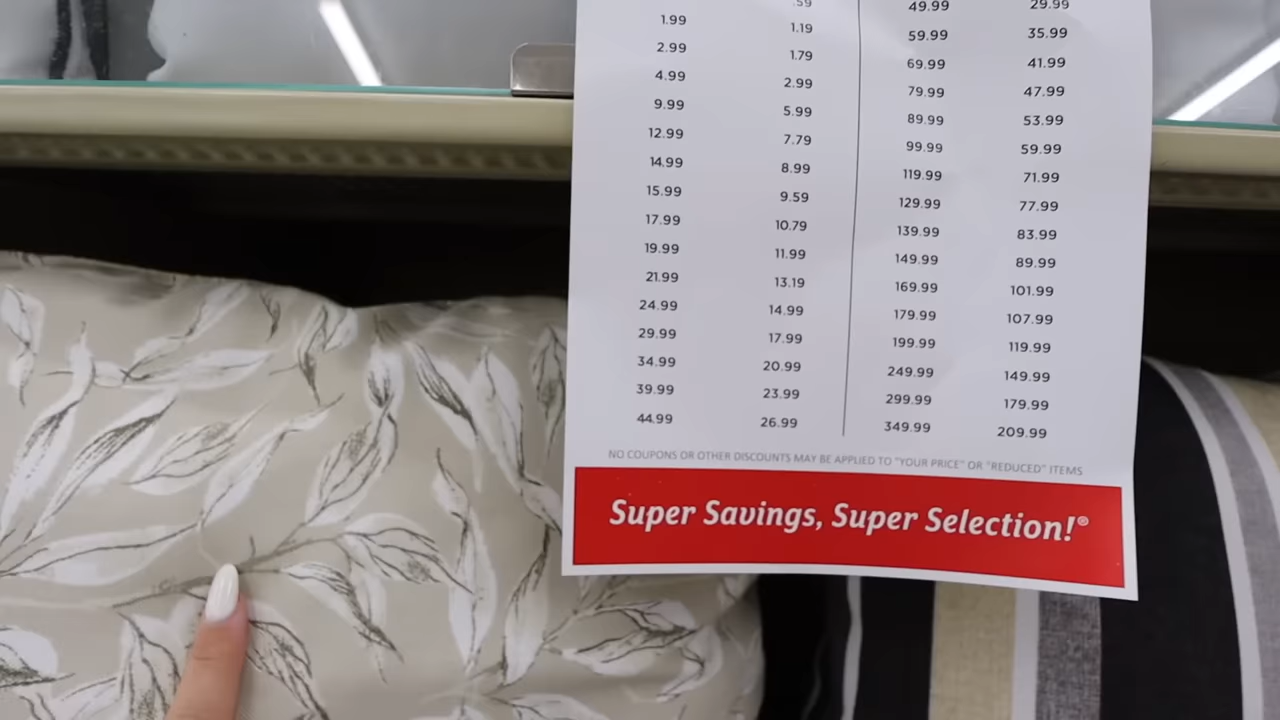 .59 49.99 29.99
1.99 1.19 59.99 35.99
2.99 1.79 69.99 41.99
4.99 2.99 79.99 47.99
9.99 5.99 89.99 53.99
12.99 7.79 99.99 59.99
14.99 8.99 119.99 71.99
15.99 9.59 129.99 77.99
17.99 10.79 139.99 83.99
19.99 11.99 149.99 89.99
21.99 13.19 169.99 101.99
24.99 14.99 179.99 107.99
29.99 17.99 199.99 119.99
34.99 20.99 249.99 149.99
39.99 23.99 299.99 179.99
44.99 26.99 349.99 209.99
NO COUPONS OR OTHER DISCOUNTS MAY BE APPLIED TO "YOUR PRICE" OR "REDUCED" ITEMS
Super Savings, Super Selection!®